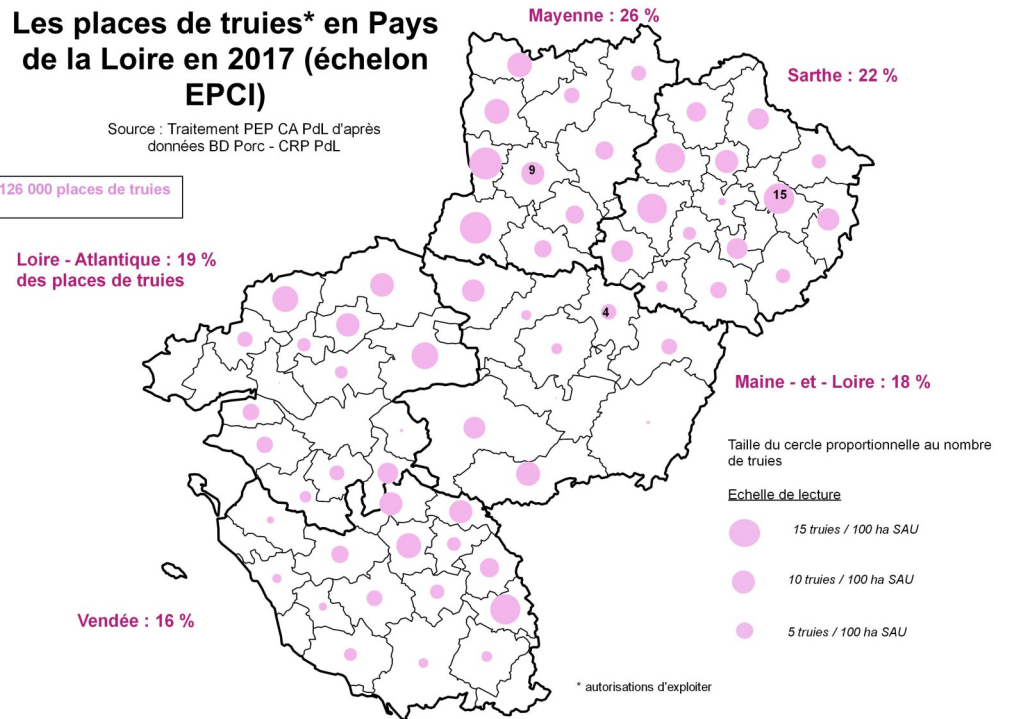 Les places de truies* en Pays
de la Loire en 2017 (échelon
EPCI)
Source : Traitement PEP CA PdL d'après
données BD Porc - CRP PdL
126 000 places de truies
Mayenne : 26 %
Sarthe : 22 %
9
15
Loire - Atlantique : 19 %
des places de truies
4
Maine - et - Loire : 18 %
Taille du cercle proportionnelle au nombre
de truies
Echelle de lecture
15 truies / 100 ha SAU
10 truies / 100 ha SAU
5 truies / 100 ha SAU
Vendée : 16 %
* autorisations d'exploiter